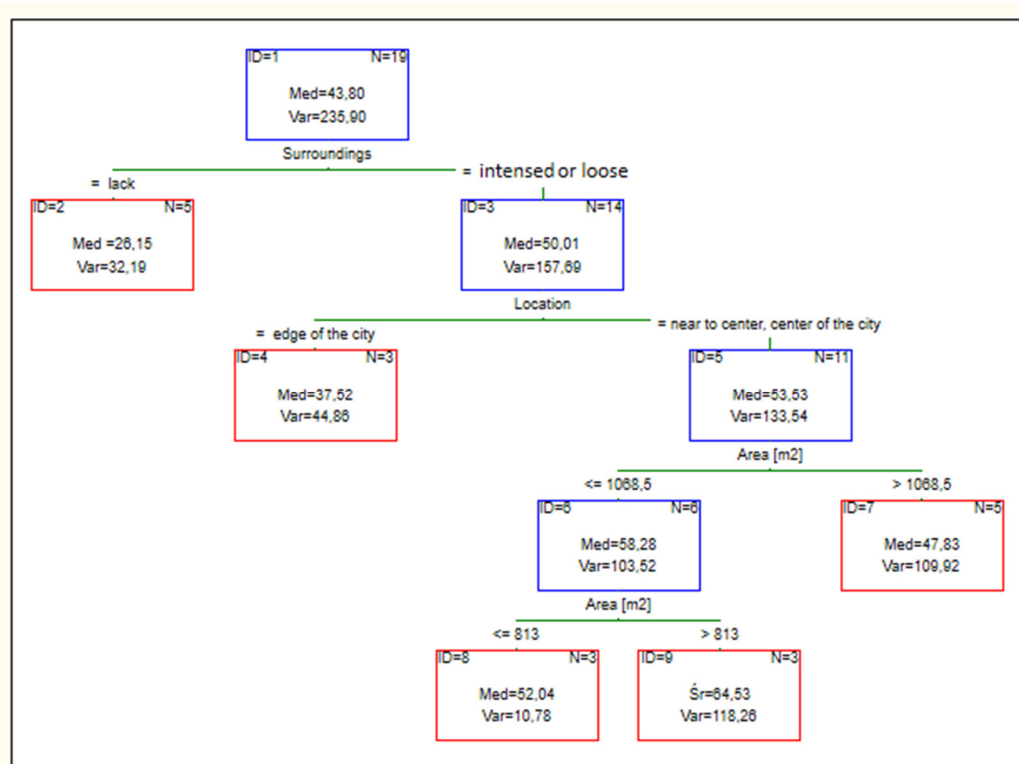 ID=1 N=19
Med=43,80
Var=235,90
Surroundings
= lack
= intensed or loose
ID=2 N=5
Med =26,15
Var=32,19
ID=3 N=14
Med=50,01
Var=157,69
Location
= edge of the city
= near to center, center of the city
ID=4 N=3
Med=37,52
Var=44,86
ID=5 N=11
Med=53,53
Var=133,54
Area [m2]
<= 1068,5
> 1068,5
ID=6 N=6
Med=58,28
Var=103,52
ID=7 N=5
Med=47,83
Var=109,92
Area [m2]
<= 813
> 813
ID=8 N=3
Med=52,04
Var=10,78
ID=9 N=3
Śr=64,53
Var=118,26